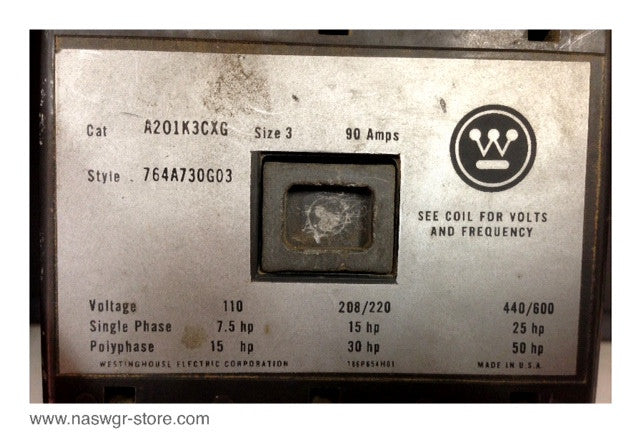 Cat A201K3CXG Size 3 90 Amps
Style . 764A730G03
W
SEE COIL FOR VOLTS
AND FREQUENCY
Voltage 110 208/220 440/600
Single Phase 7.5 hp 15 hp 25 hp
Polyphase 15 hp 30 hp 50 hp
WESTINGHOUSE ELECTRIC CORPORATION 186P654H01 MADE IN U.S.A.
www.naswgr-store.com